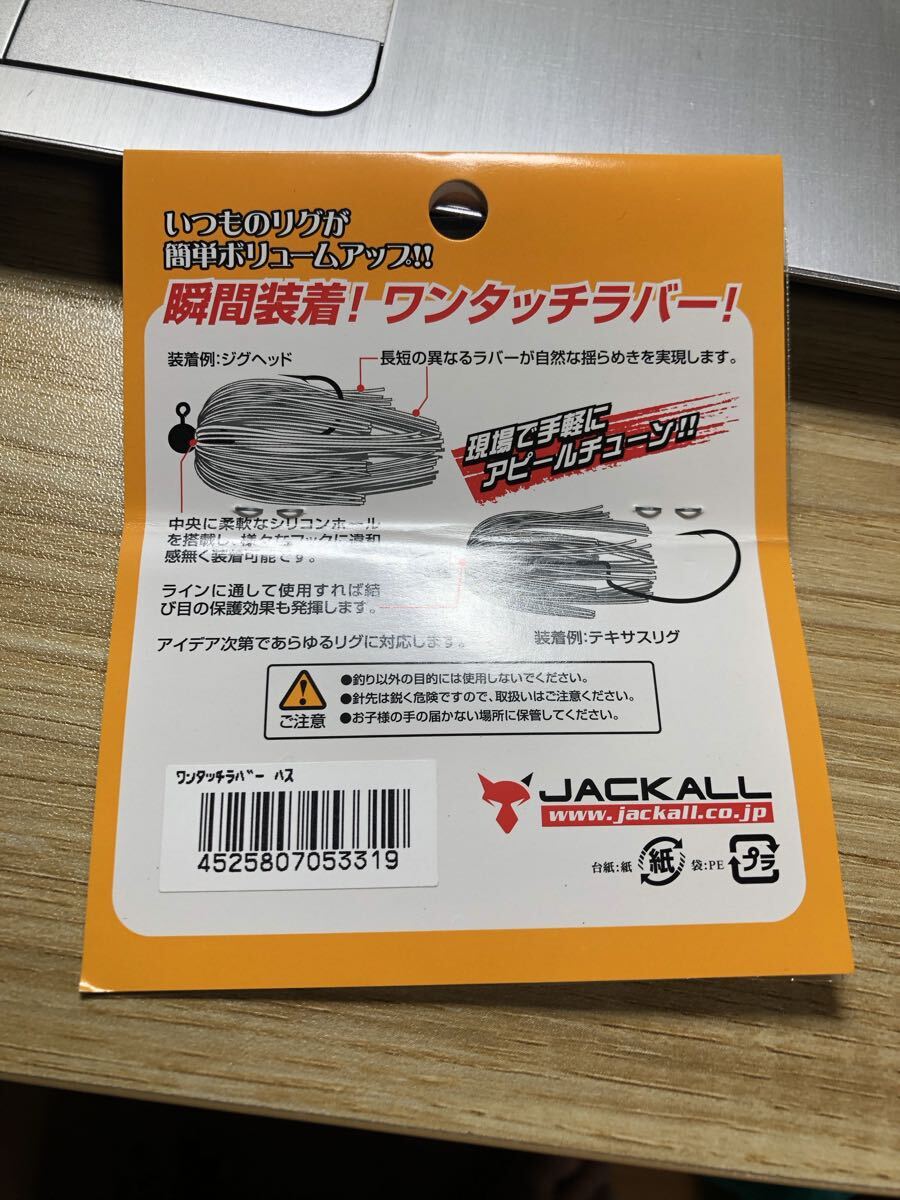 いつものリグが
簡単ボリュームアップ!!
瞬間装着！ワンタッチラバー！
装着例：ジグヘッド
長短の異なるラバーが自然な揺らめきを実現します。
現場で手軽に
アピールチューン!!
中央に柔軟なシリコンホール
を搭載し、様々なフックに違和
感無く装着可能です。
ラインに通して使用すれば結
び目の保護効果も発揮します。
アイデア次第であらゆるリグに対応します。
装着例：テキサスリグ
ご注意
●釣り以外の目的には使用しないでください。
●針先は鋭く危険ですので、取扱いはご注意ください。
●お子様の手の届かない場所に保管してください。
ワンタッチラバー ハス
4525807053319
JACKALL
www.jackall.co.jp
台紙：紙 紙 袋：PE プラ